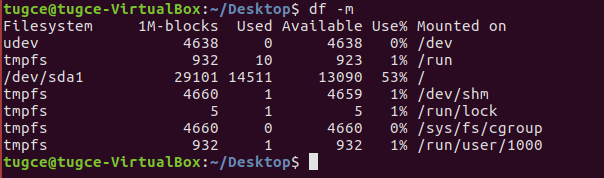 tugce@tugce-VirtualBox:~/Desktop$ df -m
Filesystem     1M-blocks  Used Available Use% Mounted on
udev                4638     0      4638   0% /dev
tmpfs                932    10       923   1% /run
/dev/sda1          29101 14511     13090  53% /
tmpfs               4660     1      4659   1% /dev/shm
tmpfs                  5     1         5   1% /run/lock
tmpfs               4660     0      4660   0% /sys/fs/cgroup
tmpfs                932     1       932   1% /run/user/1000
tugce@tugce-VirtualBox:~/Desktop$